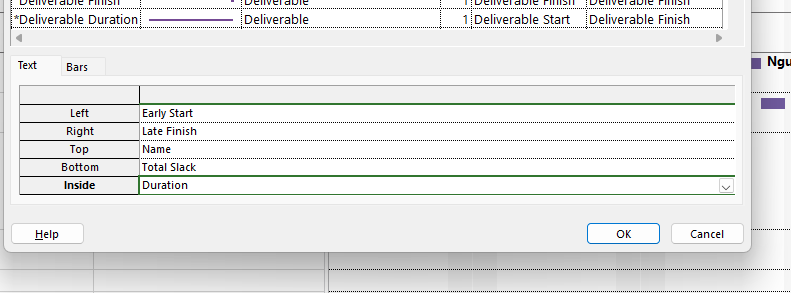 Deliverable Finish Deliverable 1 Deliverable Finish Deliverable Finish
*Deliverable Duration Deliverable 1 Deliverable Start Deliverable Finish
Text Bars
Ngu
Left Early Start
Right Late Finish
Top Name
Bottom Total Slack
Inside Duration
Help OK Cancel